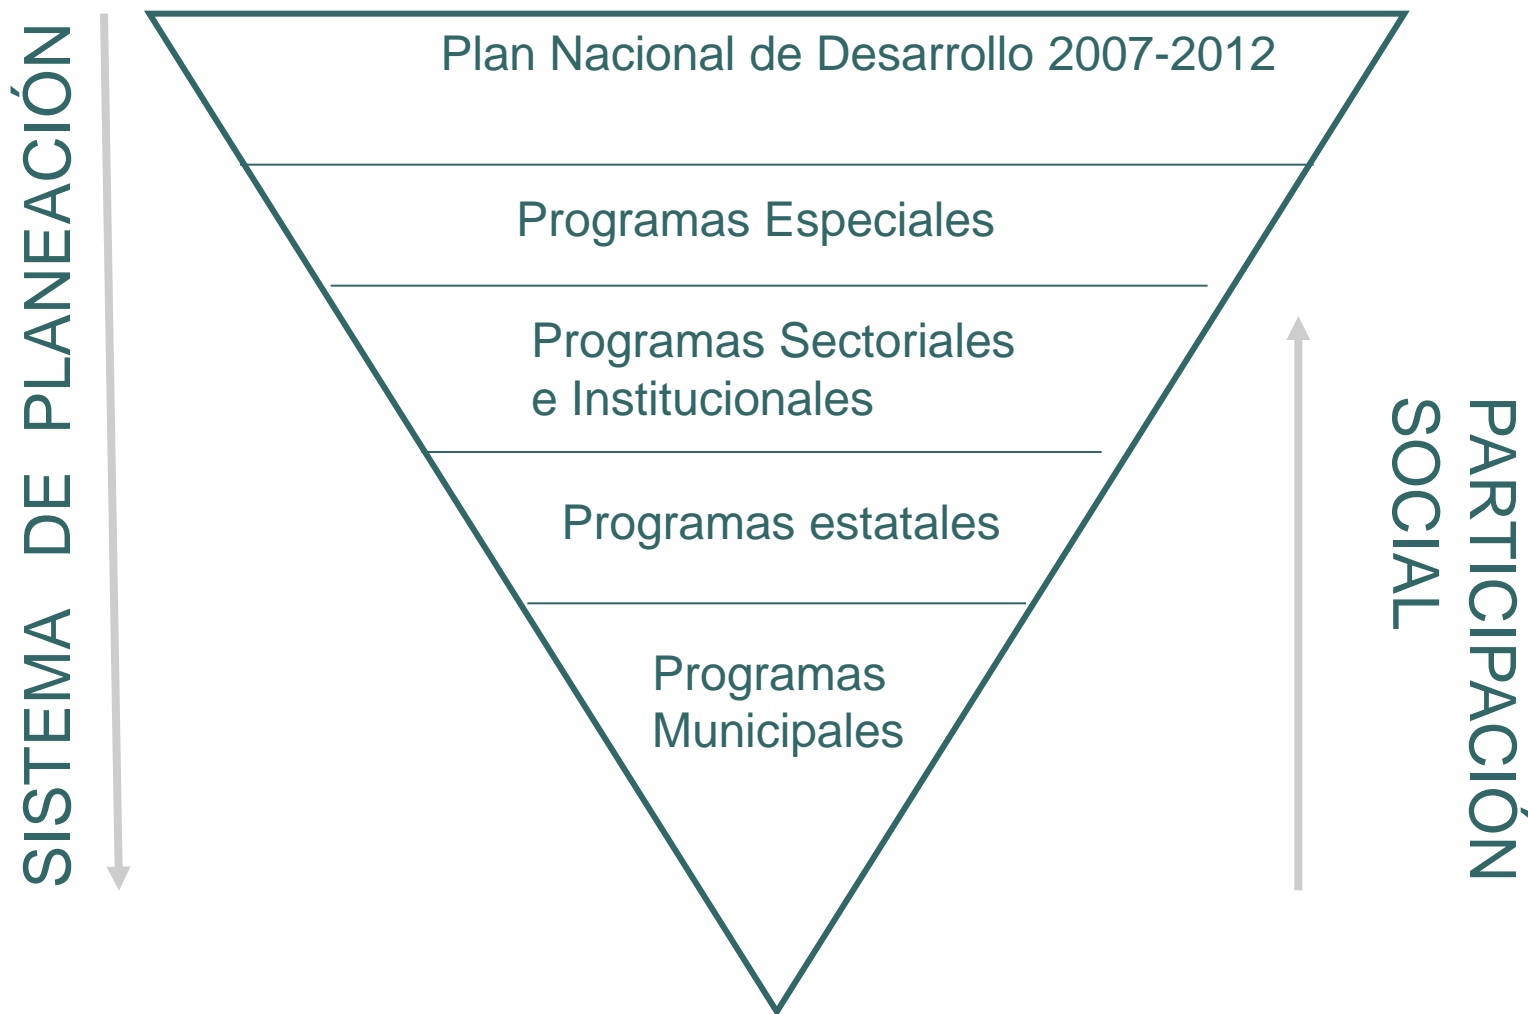 SISTEMA DE PLANEACIÓN
Plan Nacional de Desarrollo 2007-2012
Programas Especiales
Programas Sectoriales
e Institucionales
Programas estatales
Programas
Municipales
PARTICIPACIÓN
SOCIAL